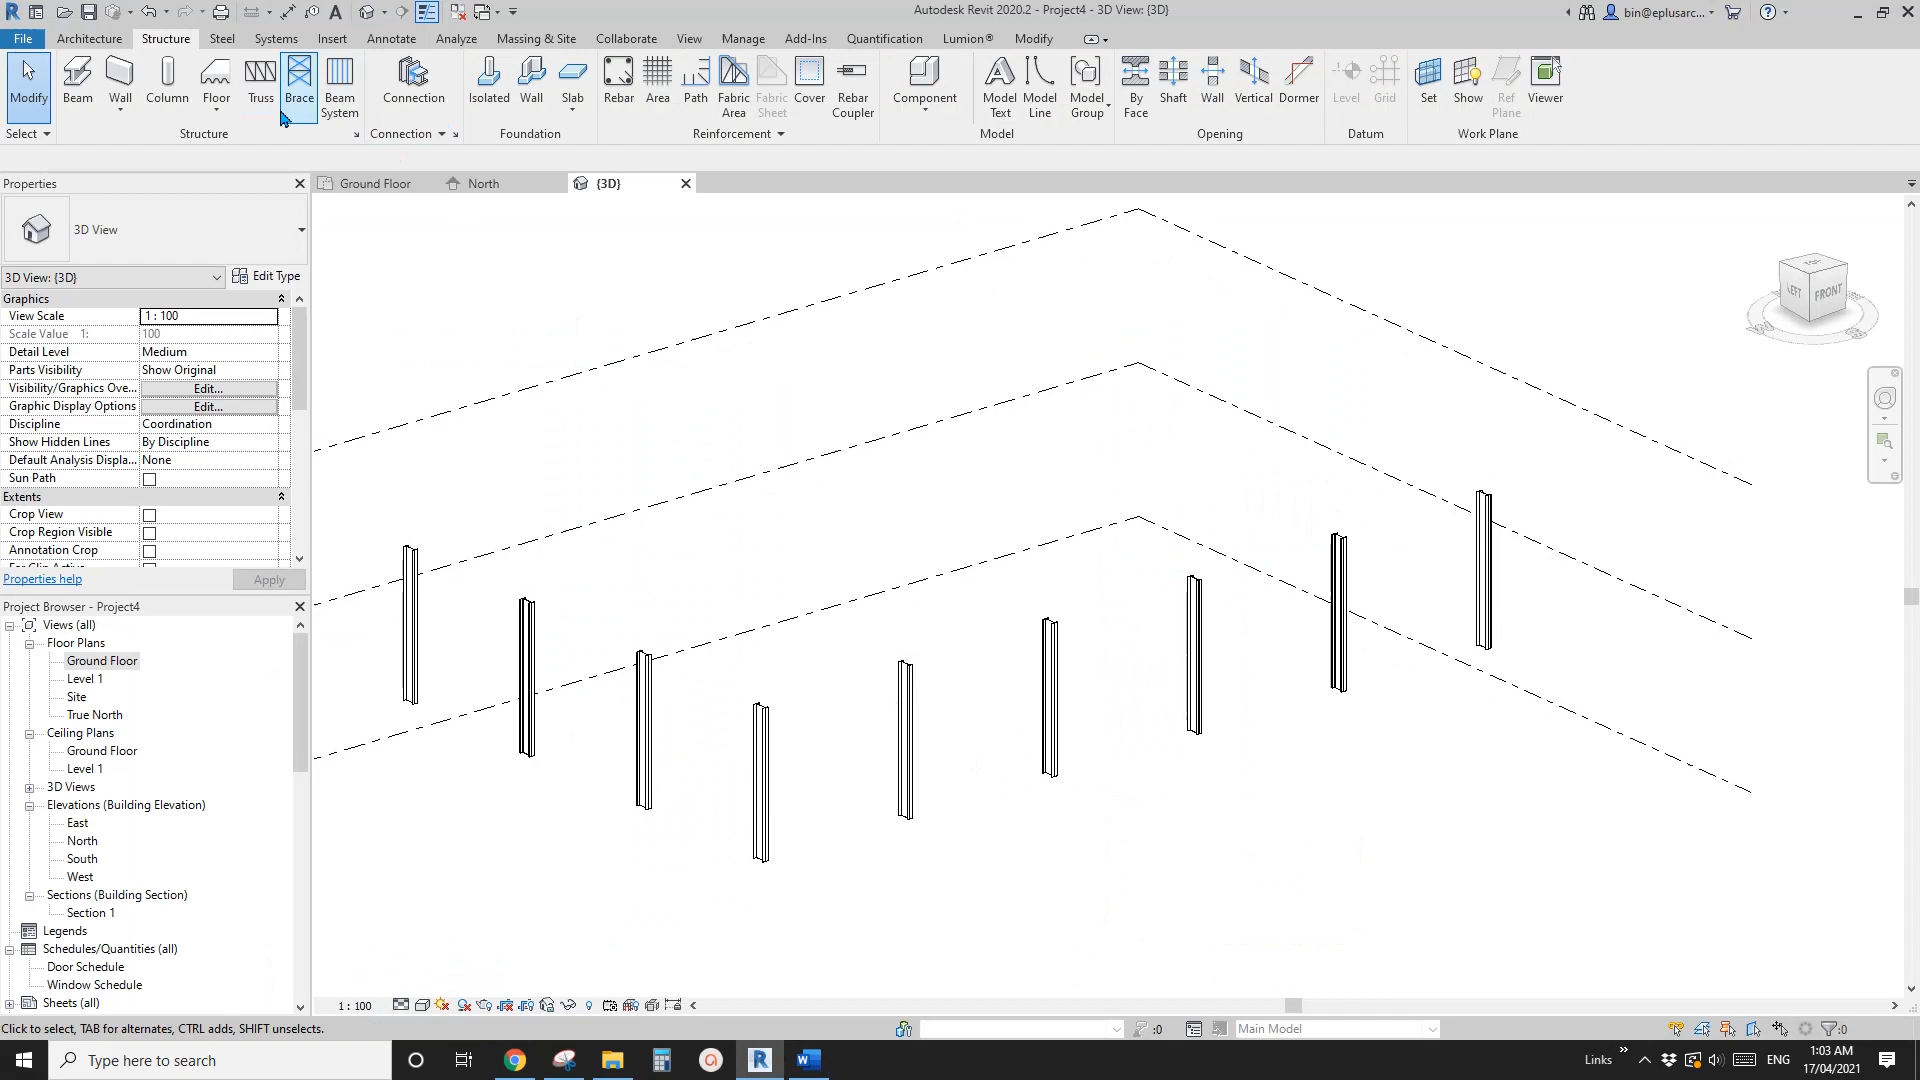 Autodesk Revit 2020.2 - Project4 - 3D View: {3D}
bin@eplusarc...
File
Architecture
Structure
Steel
Systems
Insert
Annotate
Analyze
Massing & Site
Collaborate
View
Manage
Add-Ins
Quantification
Lumion®
Modify
Modify
Beam
Wall
Column
Floor
Truss
Brace
Beam System
Connection
Isolated
Wall
Slab
Rebar
Area
Path
Fabric Area
Fabric Sheet
Cover
Rebar Coupler
Component
Model Text
Model Line
Model Group
By Face
Shaft
Wall
Vertical
Dormer
Level
Grid
Set
Show
Ref Plane
Viewer
Select
Structure
Connection
Foundation
Reinforcement
Model
Opening
Datum
Work Plane
Properties
Ground Floor
North
{3D}
3D View
3D View: {3D}
Edit Type
Graphics
View Scale
1 : 100
Scale Value 1:
100
Detail Level
Medium
Parts Visibility
Show Original
Visibility/Graphics Ove...
Edit...
Graphic Display Options
Edit...
Discipline
Coordination
Show Hidden Lines
By Discipline
Default Analysis Displa...
None
Sun Path
Extents
Crop View
Crop Region Visible
Annotation Crop
Properties help
Apply
Project Browser - Project4
Views (all)
Floor Plans
Ground Floor
Level 1
Site
True North
Ceiling Plans
Ground Floor
Level 1
3D Views
Elevations (Building Elevation)
East
North
South
West
Sections (Building Section)
Section 1
Legends
Schedules/Quantities (all)
Door Schedule
Window Schedule
Sheets (all)
LEFT
FRONT
TOP
1 : 100
Click to select, TAB for alternates, CTRL adds, SHIFT unselects.
:0
Main Model
:0
Type here to search
Links
ENG
1:03 AM
17/04/2021